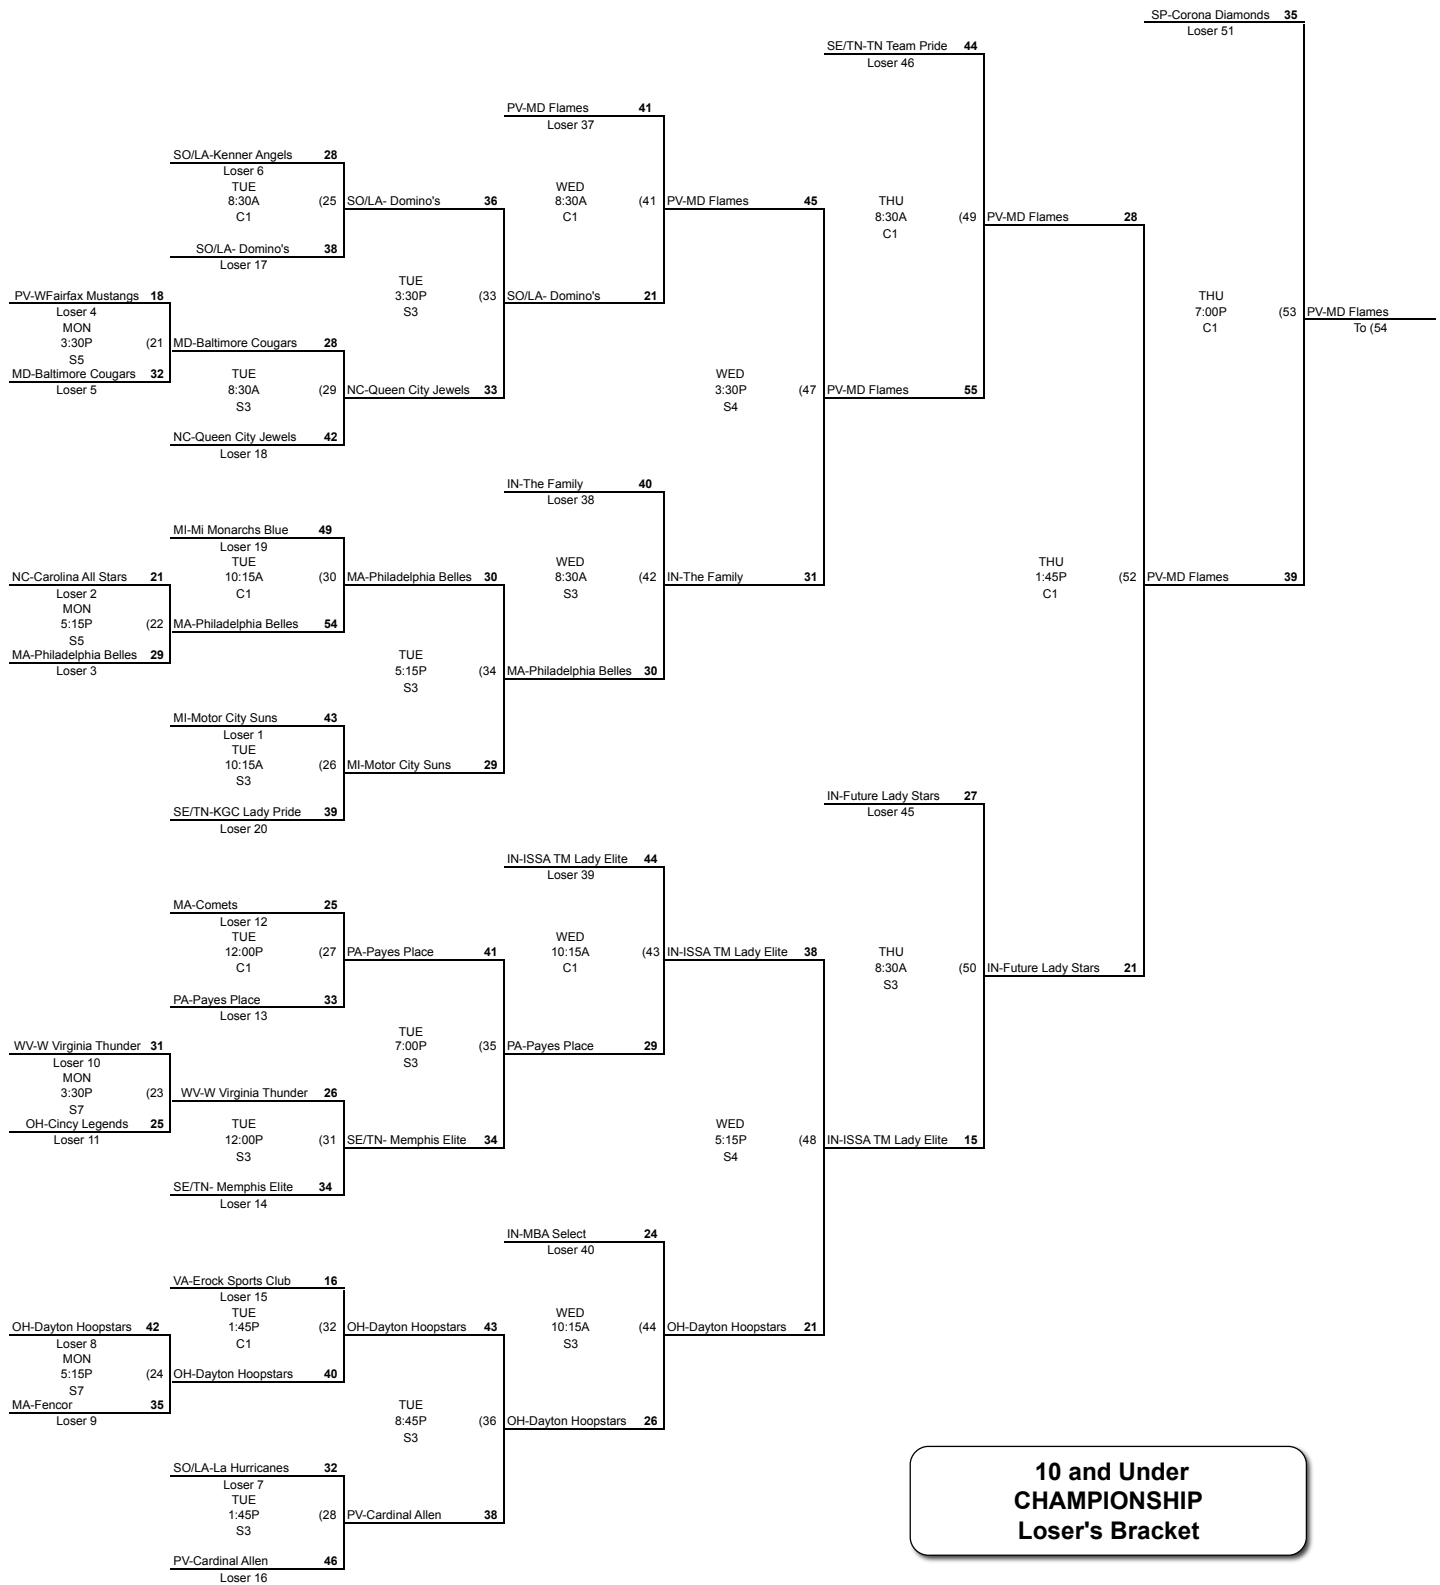 SP-Corona Diamonds 35
Loser 51
SE/TN-TN Team Pride 44
Loser 46
PV-MD Flames 41
Loser 37
SO/LA-Kenner Angels 28
Loser 6
TUE
8:30A
C1
(25
SO/LA- Domino's 36
WED
8:30A
C1
(41
PV-MD Flames 45
THU
8:30A
C1
(49
PV-MD Flames 28
SO/LA- Domino's 38
Loser 17
TUE
3:30P
S3
(33
SO/LA- Domino's 21
PV-WFairfax Mustangs 18
Loser 4
MON
3:30P
S5
(21
MD-Baltimore Cougars 28
THU
7:00P
C1
(53
PV-MD Flames
To (54
MD-Baltimore Cougars 32
Loser 5
TUE
8:30A
S3
(29
NC-Queen City Jewels 33
WED
3:30P
S4
(47
PV-MD Flames 55
NC-Queen City Jewels 42
Loser 18
IN-The Family 40
Loser 38
MI-Mi Monarchs Blue 49
Loser 19
TUE
10:15A
C1
(30
MA-Philadelphia Belles 30
WED
8:30A
S3
(42
IN-The Family 31
THU
1:45P
C1
(52
PV-MD Flames 39
NC-Carolina All Stars 21
Loser 2
MON
5:15P
S5
(22
MA-Philadelphia Belles 54
MA-Philadelphia Belles 29
Loser 3
TUE
5:15P
S3
(34
MA-Philadelphia Belles 30
MI-Motor City Suns 43
Loser 1
TUE
10:15A
S3
(26
MI-Motor City Suns 29
SE/TN-KGC Lady Pride 39
Loser 20
IN-Future Lady Stars 27
Loser 45
IN-ISSA TM Lady Elite 44
Loser 39
MA-Comets 25
Loser 12
TUE
12:00P
C1
(27
PA-Payes Place 41
WED
10:15A
C1
(43
IN-ISSA TM Lady Elite 38
THU
8:30A
S3
(50
IN-Future Lady Stars 21
PA-Payes Place 33
Loser 13
TUE
7:00P
S3
(35
PA-Payes Place 29
WV-W Virginia Thunder 31
Loser 10
MON
3:30P
S7
(23
WV-W Virginia Thunder 26
OH-Cincy Legends 25
Loser 11
TUE
12:00P
S3
(31
SE/TN- Memphis Elite 34
WED
5:15P
S4
(48
IN-ISSA TM Lady Elite 15
SE/TN- Memphis Elite 34
Loser 14
IN-MBA Select 24
Loser 40
VA-Erock Sports Club 16
Loser 15
TUE
1:45P
C1
(32
OH-Dayton Hoopstars 43
WED
10:15A
S3
(44
OH-Dayton Hoopstars 21
OH-Dayton Hoopstars 42
Loser 8
MON
5:15P
S7
(24
OH-Dayton Hoopstars 40
MA-Fencor 35
Loser 9
TUE
8:45P
S3
(36
OH-Dayton Hoopstars 26
SO/LA-La Hurricanes 32
Loser 7
TUE
1:45P
S3
(28
PV-Cardinal Allen 38
PV-Cardinal Allen 46
Loser 16
10 and Under
CHAMPIONSHIP
Loser's Bracket